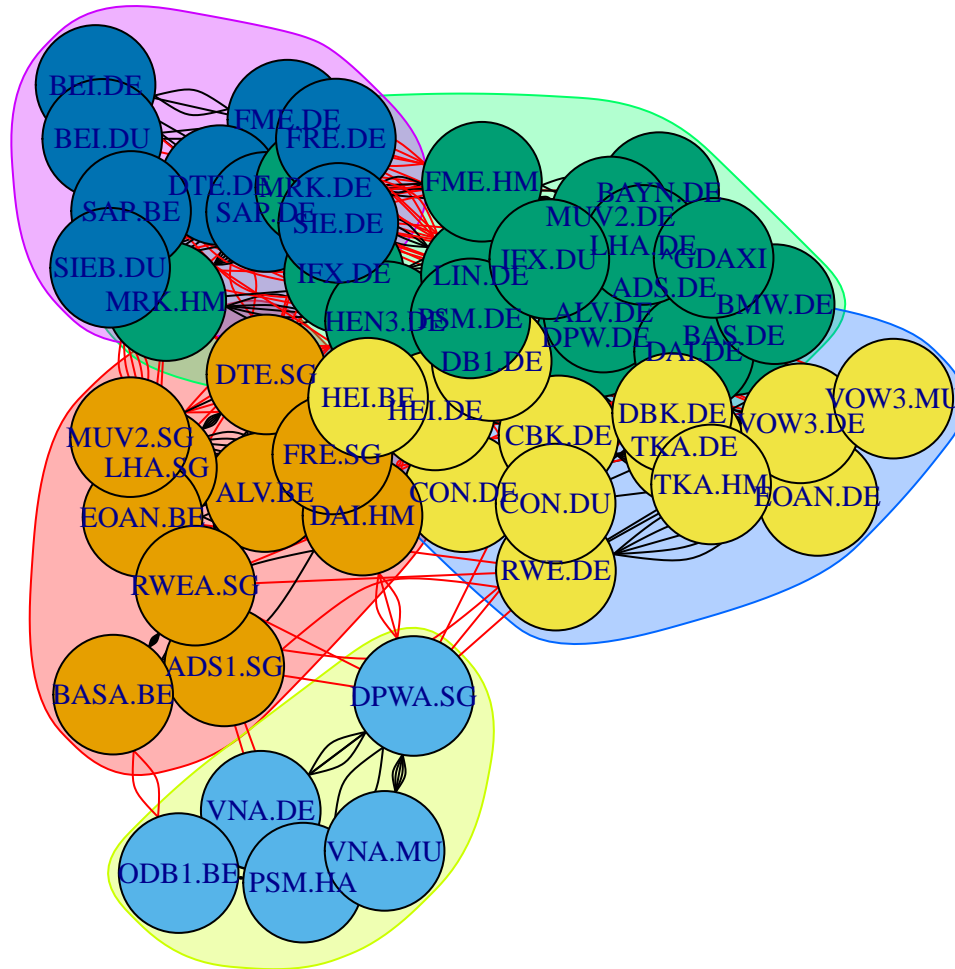 BEI.DE
FME.DE
BEI.DU
FRE.DE
DTE.DE
MRK.DE
FME.HM
BAYN.DE
SAP.BE
SAP.DE
SIE.DE
MUV2.DE
SIEB.DU
IFX.DE
LIN.DE
IFX.DU
LHA.DE
^GDAXI
MRK.HM
ADS.DE
HEN3.DE
PSM.DE
ALV.DE
BMW.DE
DPW.DE
BAS.DE
DB1.DE
DAI.DE
DTE.SG
HEI.BE
HEI.DE
DBK.DE
VOW3.MU
MUV2.SG
CBK.DE
VOW3.DE
LHA.SG
FRE.SG
TKA.DE
ALV.BE
CON.DE
TKA.HM
EOAN.DE
EOAN.BE
DAI.HM
CON.DU
RWEA.SG
RWE.DE
ADS1.SG
BASA.BE
DPWA.SG
VNA.DE
VNA.MU
ODB1.BE
PSM.HA